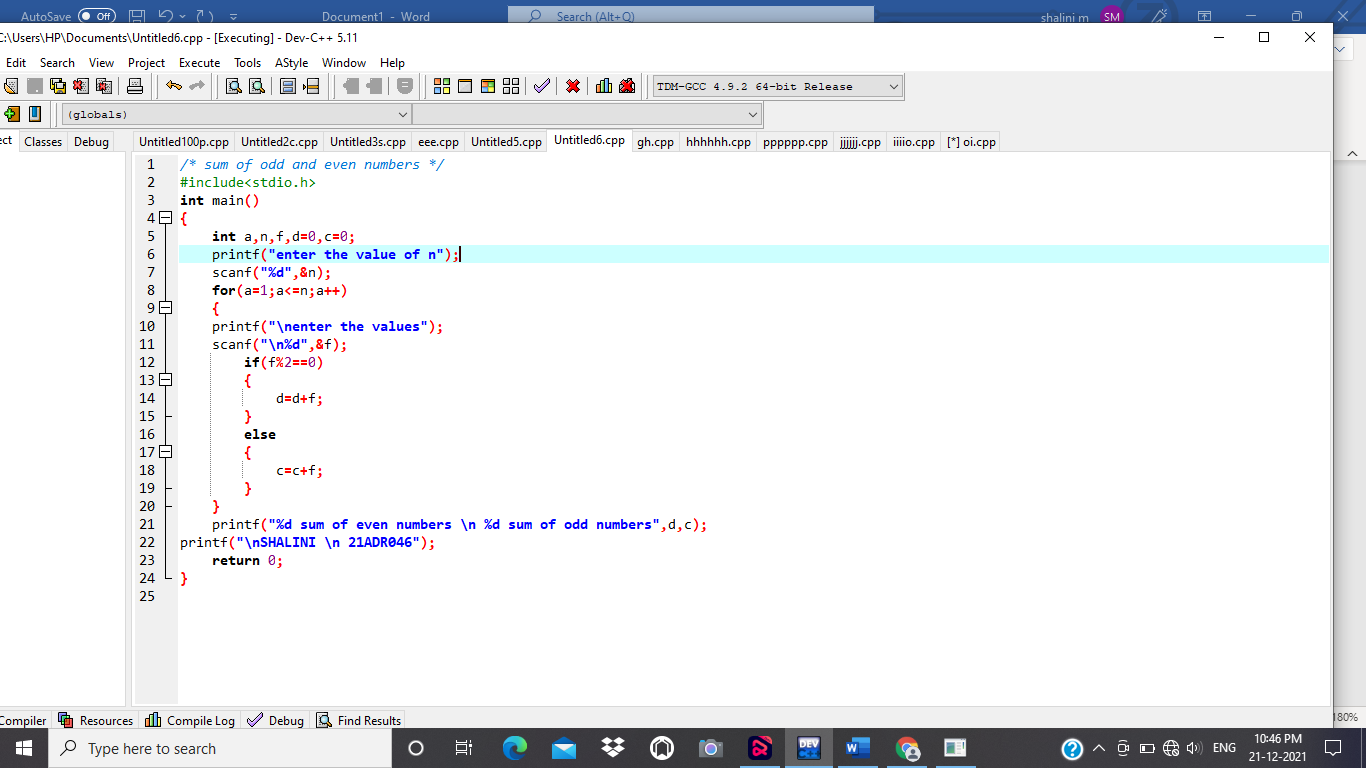 AutoSave Off Document1 - Word Search (Alt+Q) shalini m SM
C:\Users\HP\Documents\Untitled6.cpp - [Executing] - Dev-C++ 5.11
Edit Search View Project Execute Tools AStyle Window Help
TDM-GCC 4.9.2 64-bit Release
(globals)
ect Classes Debug Untitled100p.cpp Untitled2c.cpp Untitled3s.cpp eee.cpp Untitled5.cpp Untitled6.cpp gh.cpp hhhhhh.cpp pppppp.cpp jjjjjj.cpp iiiio.cpp [*] oi.cpp
1 /* sum of odd and even numbers */
2 #include<stdio.h>
3 int main()
4 {
5 int a,n,f,d=0,c=0;
6 printf("enter the value of n");
7 scanf("%d",&n);
8 for(a=1;a<=n;a++)
9 {
10 printf("\nenter the values");
11 scanf("\n%d",&f);
12 if(f%2==0)
13 {
14 d=d+f;
15 }
16 else
17 {
18 c=c+f;
19 }
20 }
21 printf("%d sum of even numbers \n %d sum of odd numbers",d,c);
22 printf("\nSHALINI \n 21ADR046");
23 return 0;
24 }
25
Compiler Resources Compile Log Debug Find Results
180%
Type here to search DEV ENG 10:46 PM
21-12-2021